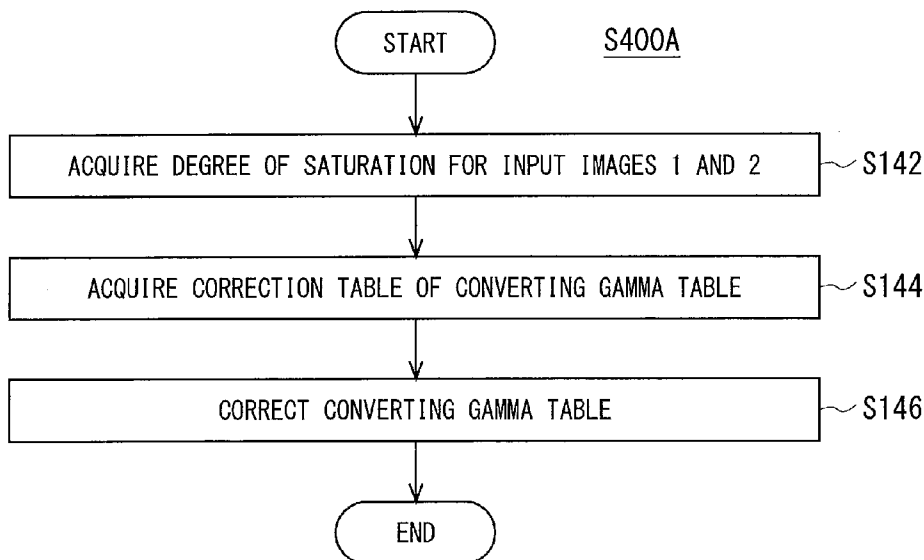 START
S400A
ACQUIRE DEGREE OF SATURATION FOR INPUT IMAGES 1 AND 2
S142
ACQUIRE CORRECTION TABLE OF CONVERTING GAMMA TABLE
S144
CORRECT CONVERTING GAMMA TABLE
S146
END